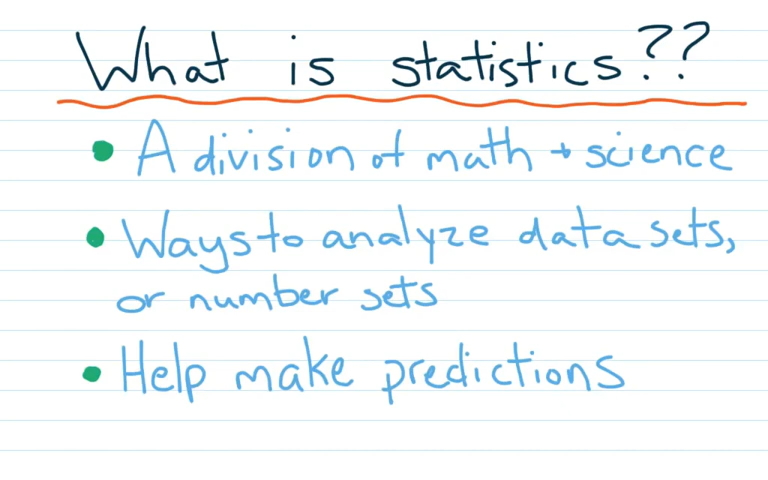 What is statistics??
• A division of math + science
• Ways to analyze data sets,
or number sets
• Help make predictions